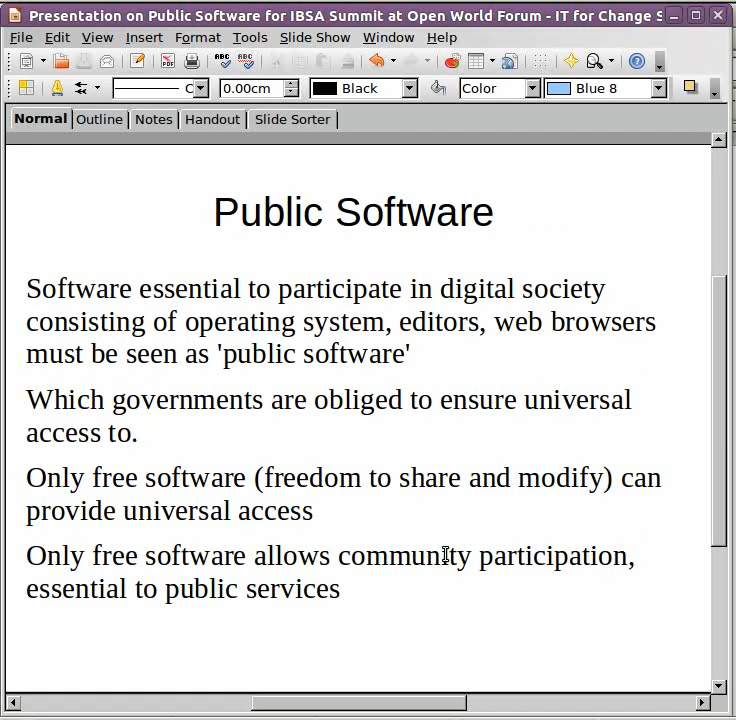 Presentation on Public Software for IBSA Summit at Open World Forum - IT for Change
File Edit View Insert Format Tools Slide Show Window Help
0.00cm Black Color Blue 8
Normal Outline Notes Handout Slide Sorter
Public Software
Software essential to participate in digital society
consisting of operating system, editors, web browsers
must be seen as 'public software'
Which governments are obliged to ensure universal
access to.
Only free software (freedom to share and modify) can
provide universal access
Only free software allows community participation,
essential to public services